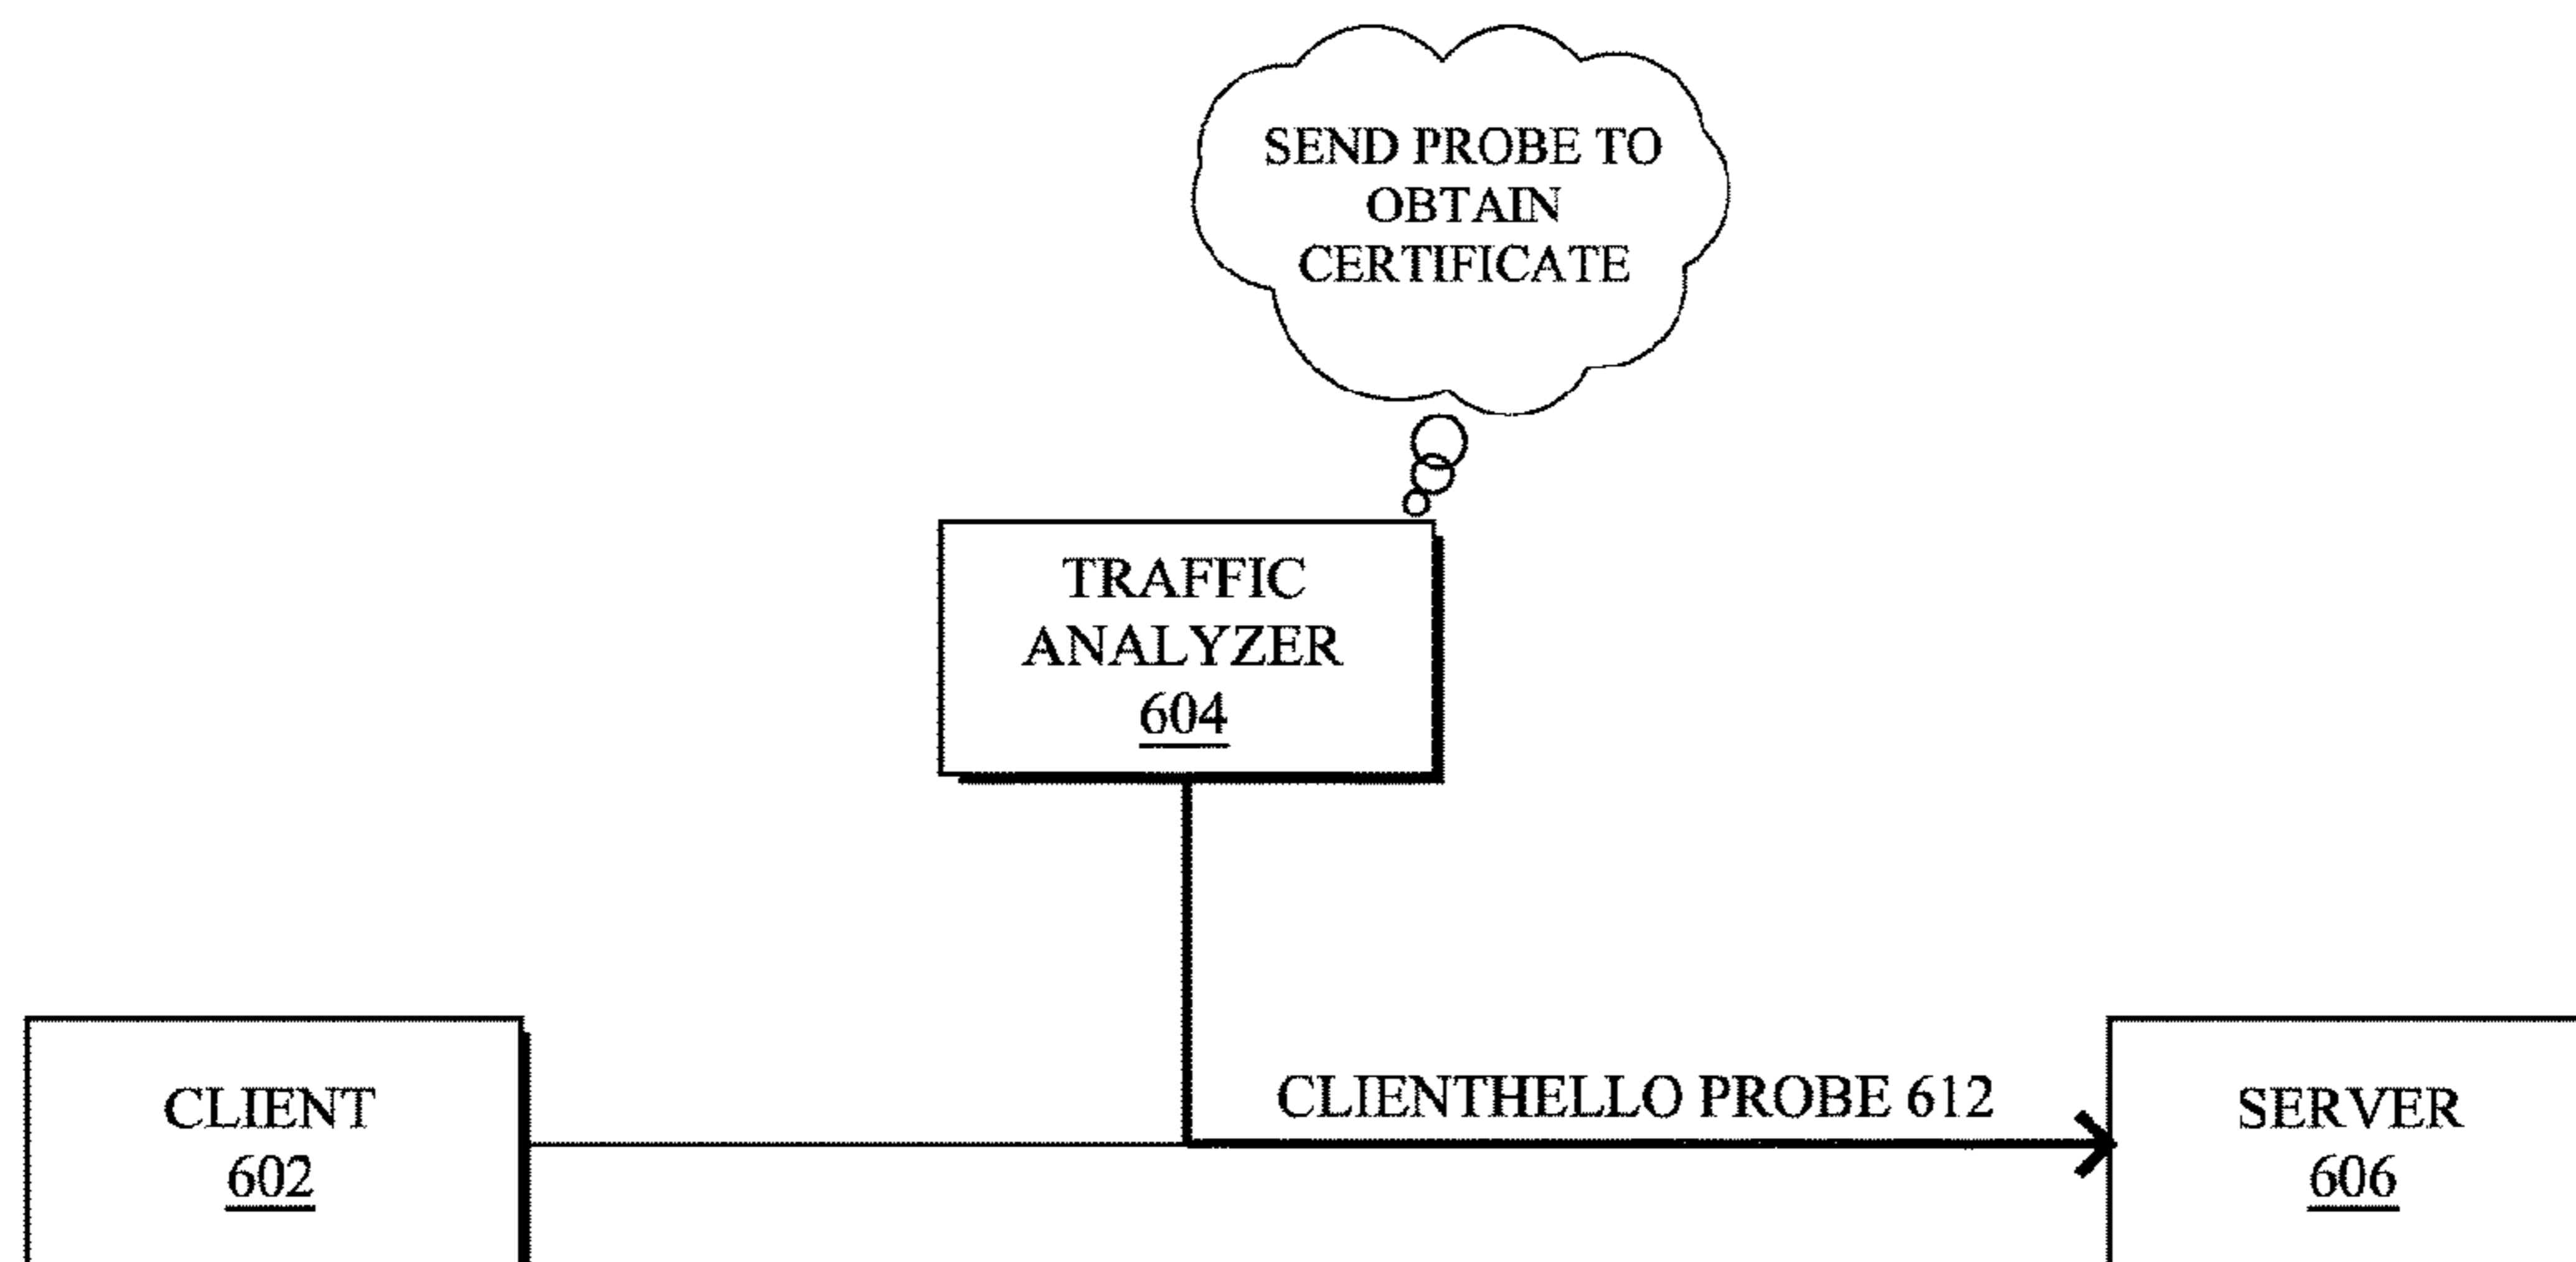 SEND PROBE TO
OBTAIN
CERTIFICATE
TRAFFIC
ANALYZER
604
CLIENTHELLO PROBE 612
CLIENT
602
SERVER
606